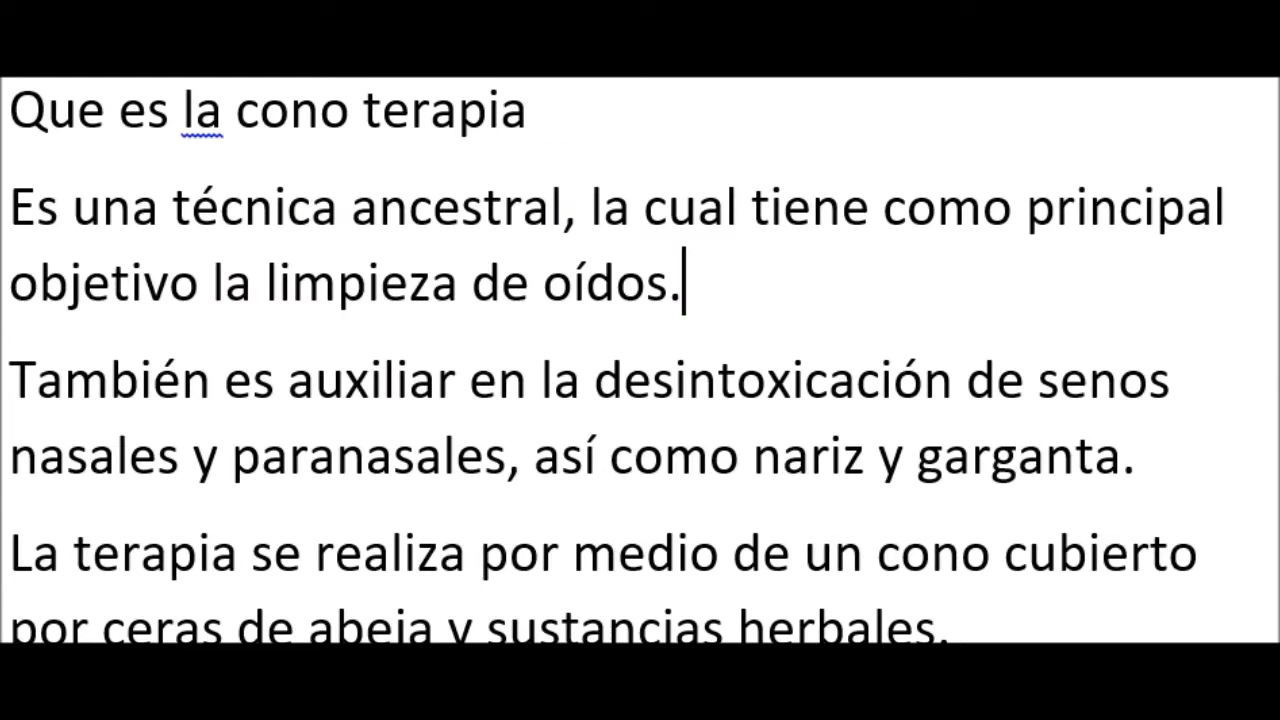 Que es la cono terapia
Es una técnica ancestral, la cual tiene como principal
objetivo la limpieza de oídos.
También es auxiliar en la desintoxicación de senos
nasales y paranasales, así como nariz y garganta.
La terapia se realiza por medio de un cono cubierto
por ceras de abeja y sustancias herbales.